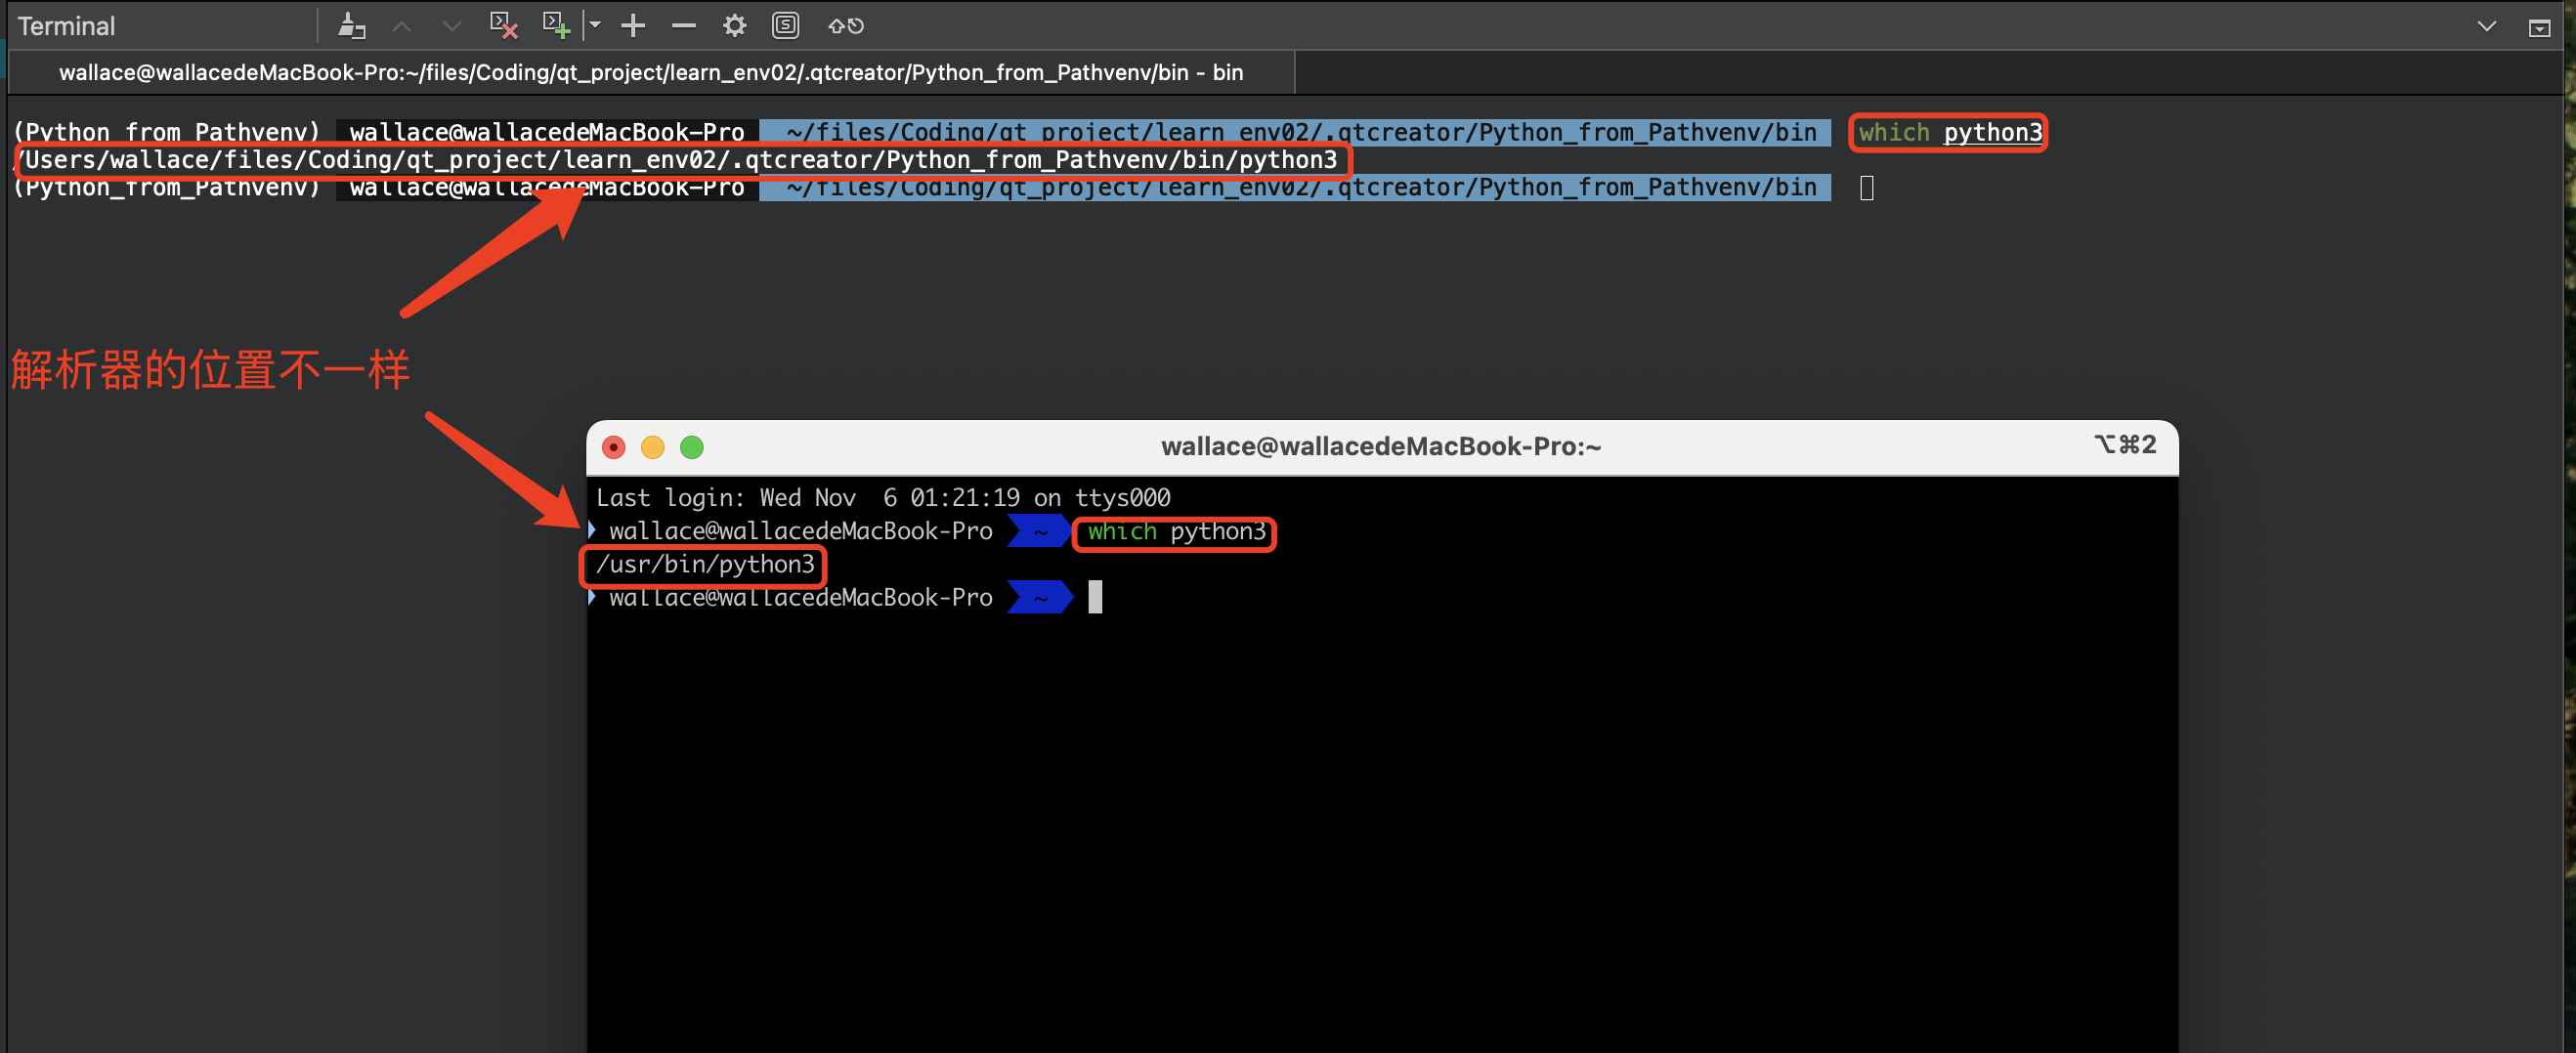 Terminal
wallace@wallacedeMacBook-Pro:~/files/Coding/qt_project/learn_env02/.qtcreator/Python_from_Pathvenv/bin - bin
(Python_from_Pathvenv) wallace@wallacedeMacBook-Pro ~/files/Coding/qt_project/learn_env02/.qtcreator/Python_from_Pathvenv/bin which python3
/Users/wallace/files/Coding/qt_project/learn_env02/.qtcreator/Python_from_Pathvenv/bin/python3
(Python_from_Pathvenv) wallace@wallacedeMacBook-Pro ~/files/Coding/qt_project/learn_env02/.qtcreator/Python_from_Pathvenv/bin
解析器的位置不一样
wallace@wallacedeMacBook-Pro:~ ⌥⌘2
Last login: Wed Nov  6 01:21:19 on ttys000
wallace@wallacedeMacBook-Pro ~ which python3
/usr/bin/python3
wallace@wallacedeMacBook-Pro ~